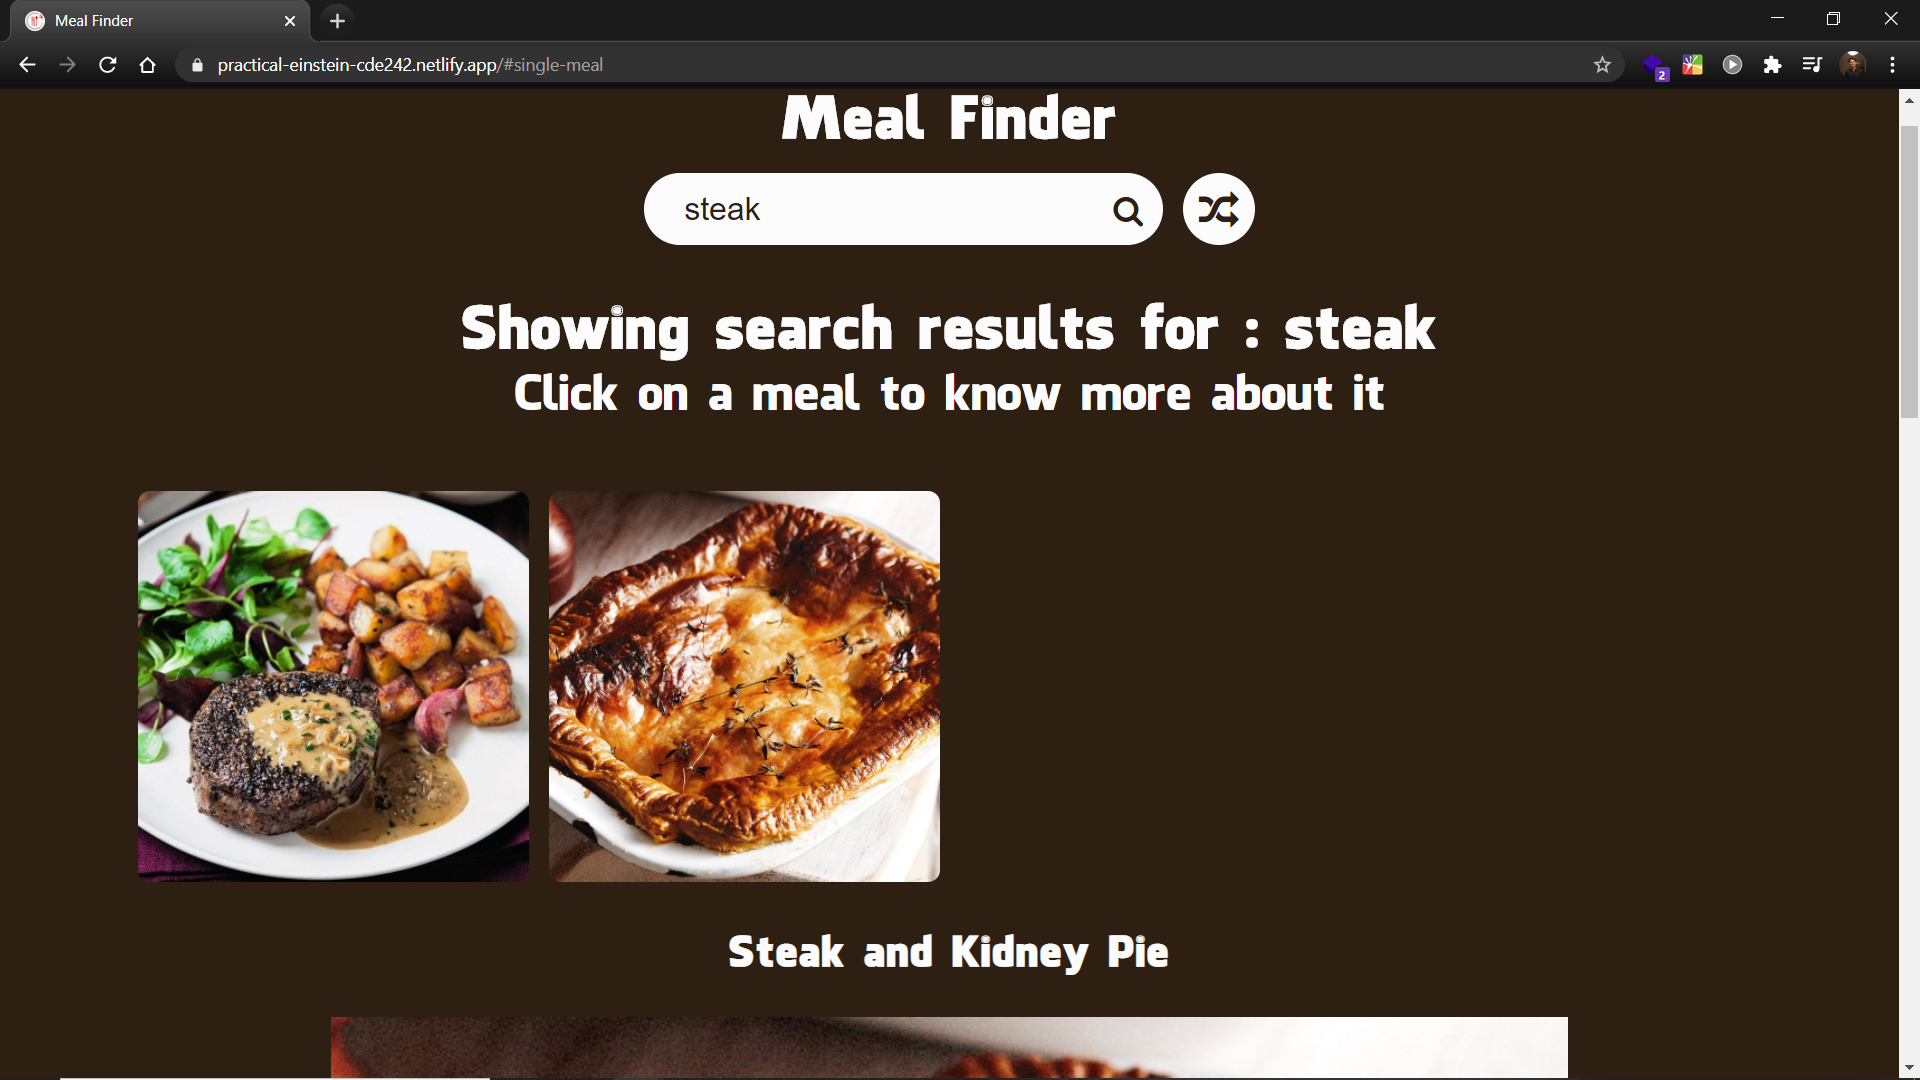 Meal Finder
practical-einstein-cde242.netlify.app/#single-meal
2
Meal Finder
steak
Showing search results for : steak
Click on a meal to know more about it
Steak and Kidney Pie